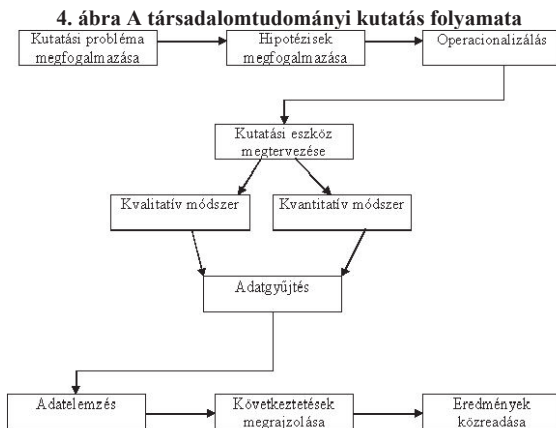 4. ábra A társadalomtudományi kutatás folyamata
Kutatási probléma
megfogalmazása
Hipotézisek
megfogalmazása
Operacionalizálás
Kutatási eszköz
megtervezése
Kvalitatív módszer
Kvantitatív módszer
Adatgyűjtés
Adatelemzés
Következtetések
megrajzolása
Eredmények
közreadása